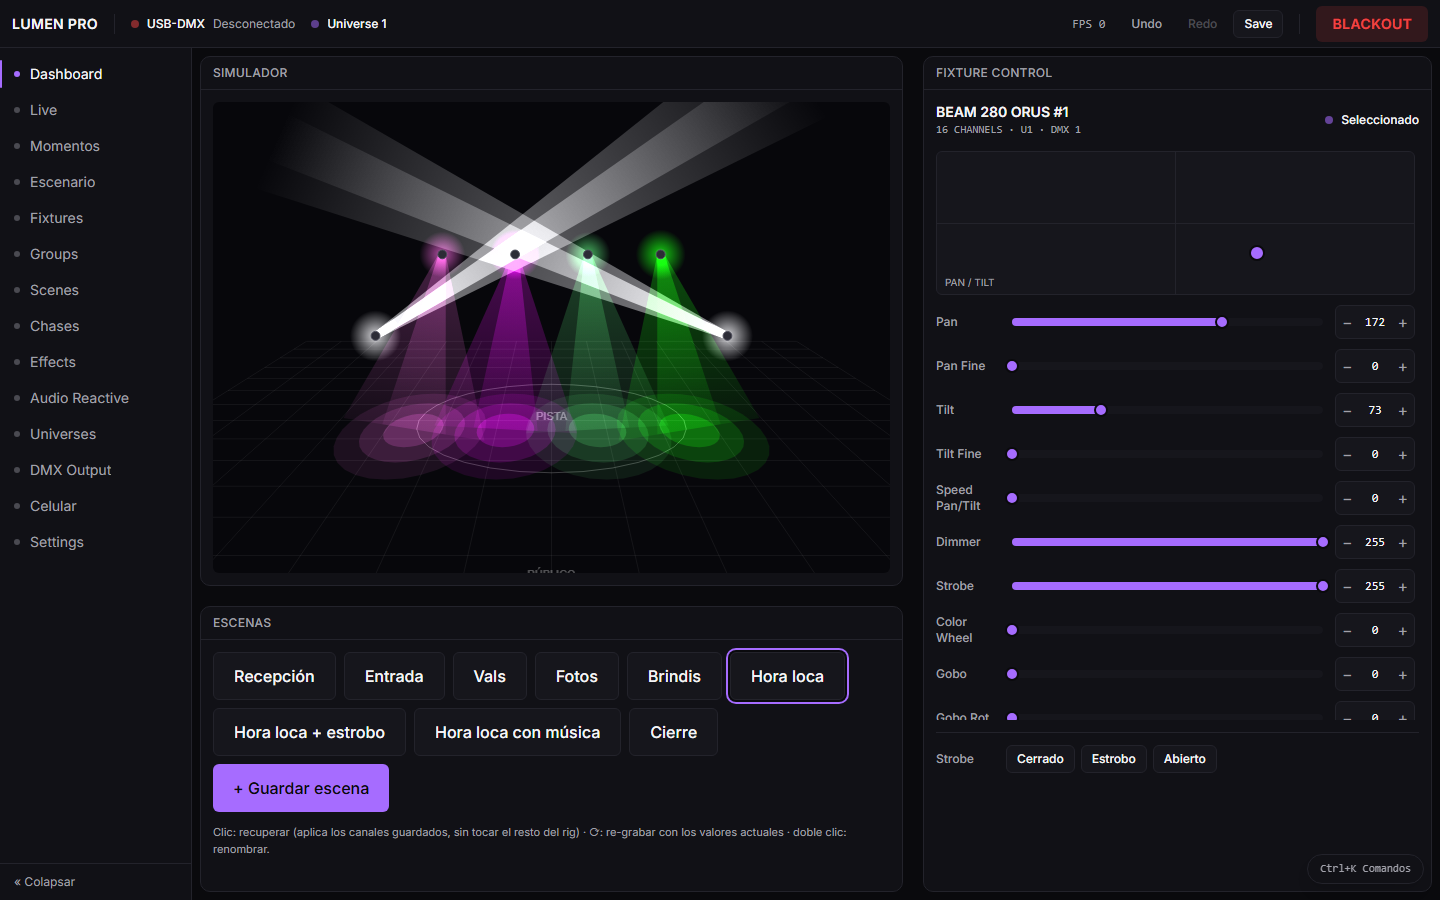 LUMEN PRO
USB-DMX Desconectado
Universe 1
FPS 0
Undo
Redo
Save
BLACKOUT
Dashboard
Live
Momentos
Escenario
Fixtures
Groups
Scenes
Chases
Effects
Audio Reactive
Universes
DMX Output
Celular
Settings
« Colapsar
SIMULADOR
PISTA
PÚBLICO
ESCENAS
Recepción
Entrada
Vals
Fotos
Brindis
Hora loca
Hora loca + estrobo
Hora loca con música
Cierre
+ Guardar escena
Clic: recuperar (aplica los canales guardados, sin tocar el resto del rig) · ⟳: re-grabar con los valores actuales · doble clic:
renombrar.
FIXTURE CONTROL
BEAM 280 ORUS #1
16 CHANNELS · U1 · DMX 1
Seleccionado
PAN / TILT
Pan − 172 +
Pan Fine − 0 +
Tilt − 73 +
Tilt Fine − 0 +
Speed
Pan/Tilt − 0 +
Dimmer − 255 +
Strobe − 255 +
Color
Wheel − 0 +
Gobo − 0 +
Gobo Rot − 0 +
Strobe
Cerrado
Estrobo
Abierto
Ctrl+K Comandos